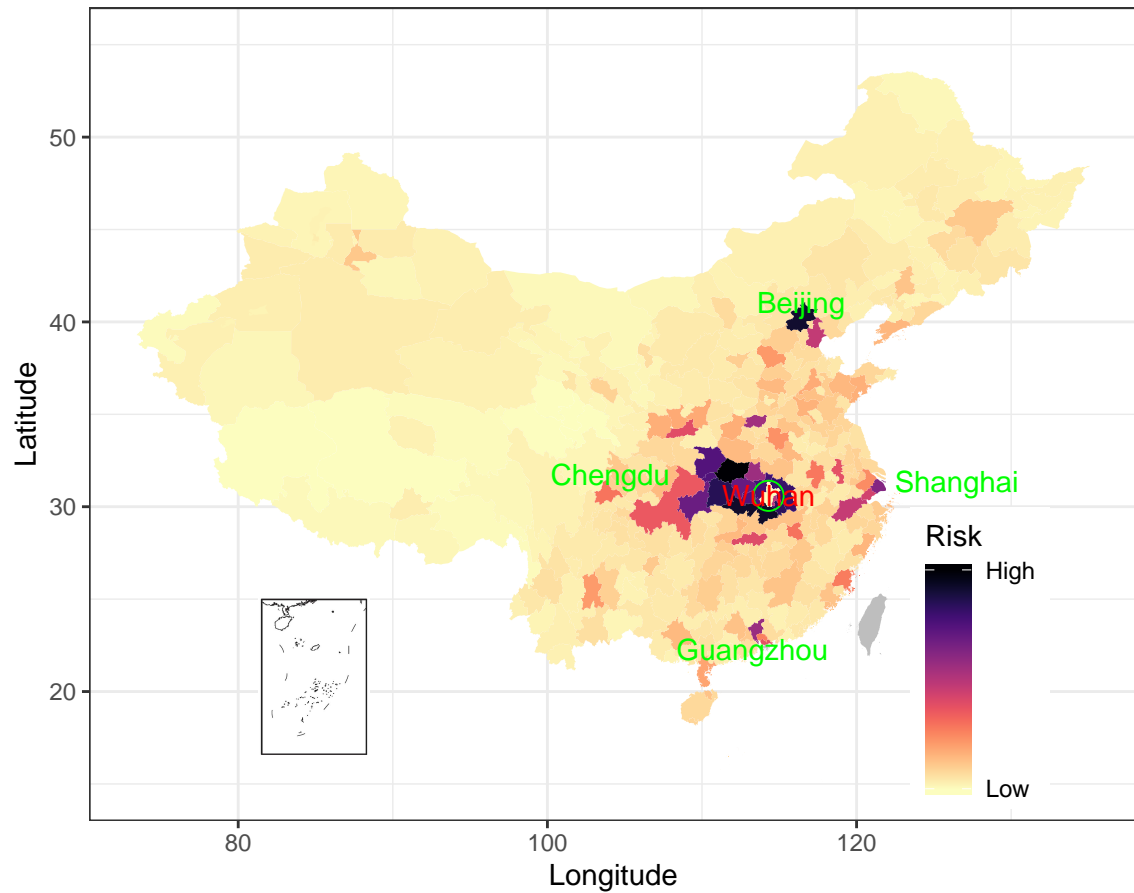 50
40
30
20
Latitude
80
100
120
Longitude
Beijing
Chengdu
Wuhan
Shanghai
Guangzhou
Risk
High
Low